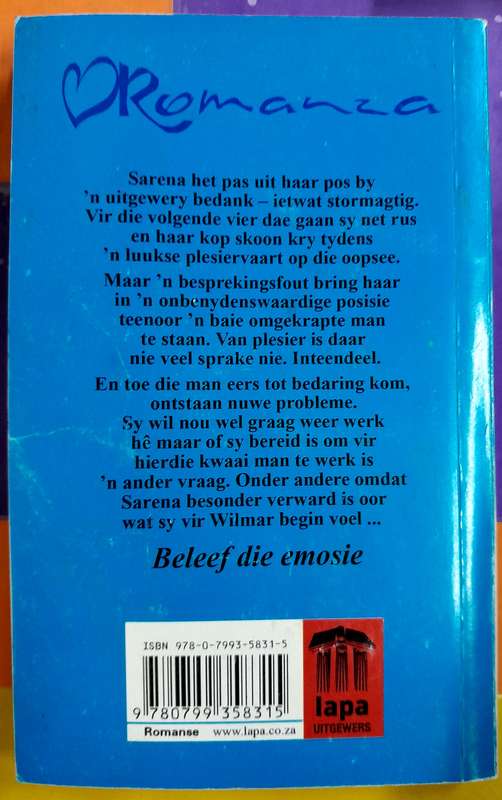 Romanza
Sarena het pas uit haar pos by
'n uitgewery bedank – ietwat stormagtig.
Vir die volgende vier dae gaan sy net rus
en haar kop skoon kry tydens
'n luukse plesiervaart op die oopsee.
Maar 'n besprekingsfout bring haar
in 'n onbenydenswaardige posisie
teenoor 'n baie omgekrapte man
te staan. Van plesier is daar
nie veel sprake nie. Inteendeel.
En toe die man eers tot bedaring kom,
ontstaan nuwe probleme.
Sy wil nou wel graag weer werk
hê maar of sy bereid is om vir
hierdie kwaai man te werk is
'n ander vraag. Onder andere omdat
Sarena besonder verward is oor
wat sy vir Wilmar begin voel ...
Beleef die emosie
ISBN 978-0-7993-5831-5
9 780799 358315
Romanse www.lapa.co.za
lapa
UITGEWERS